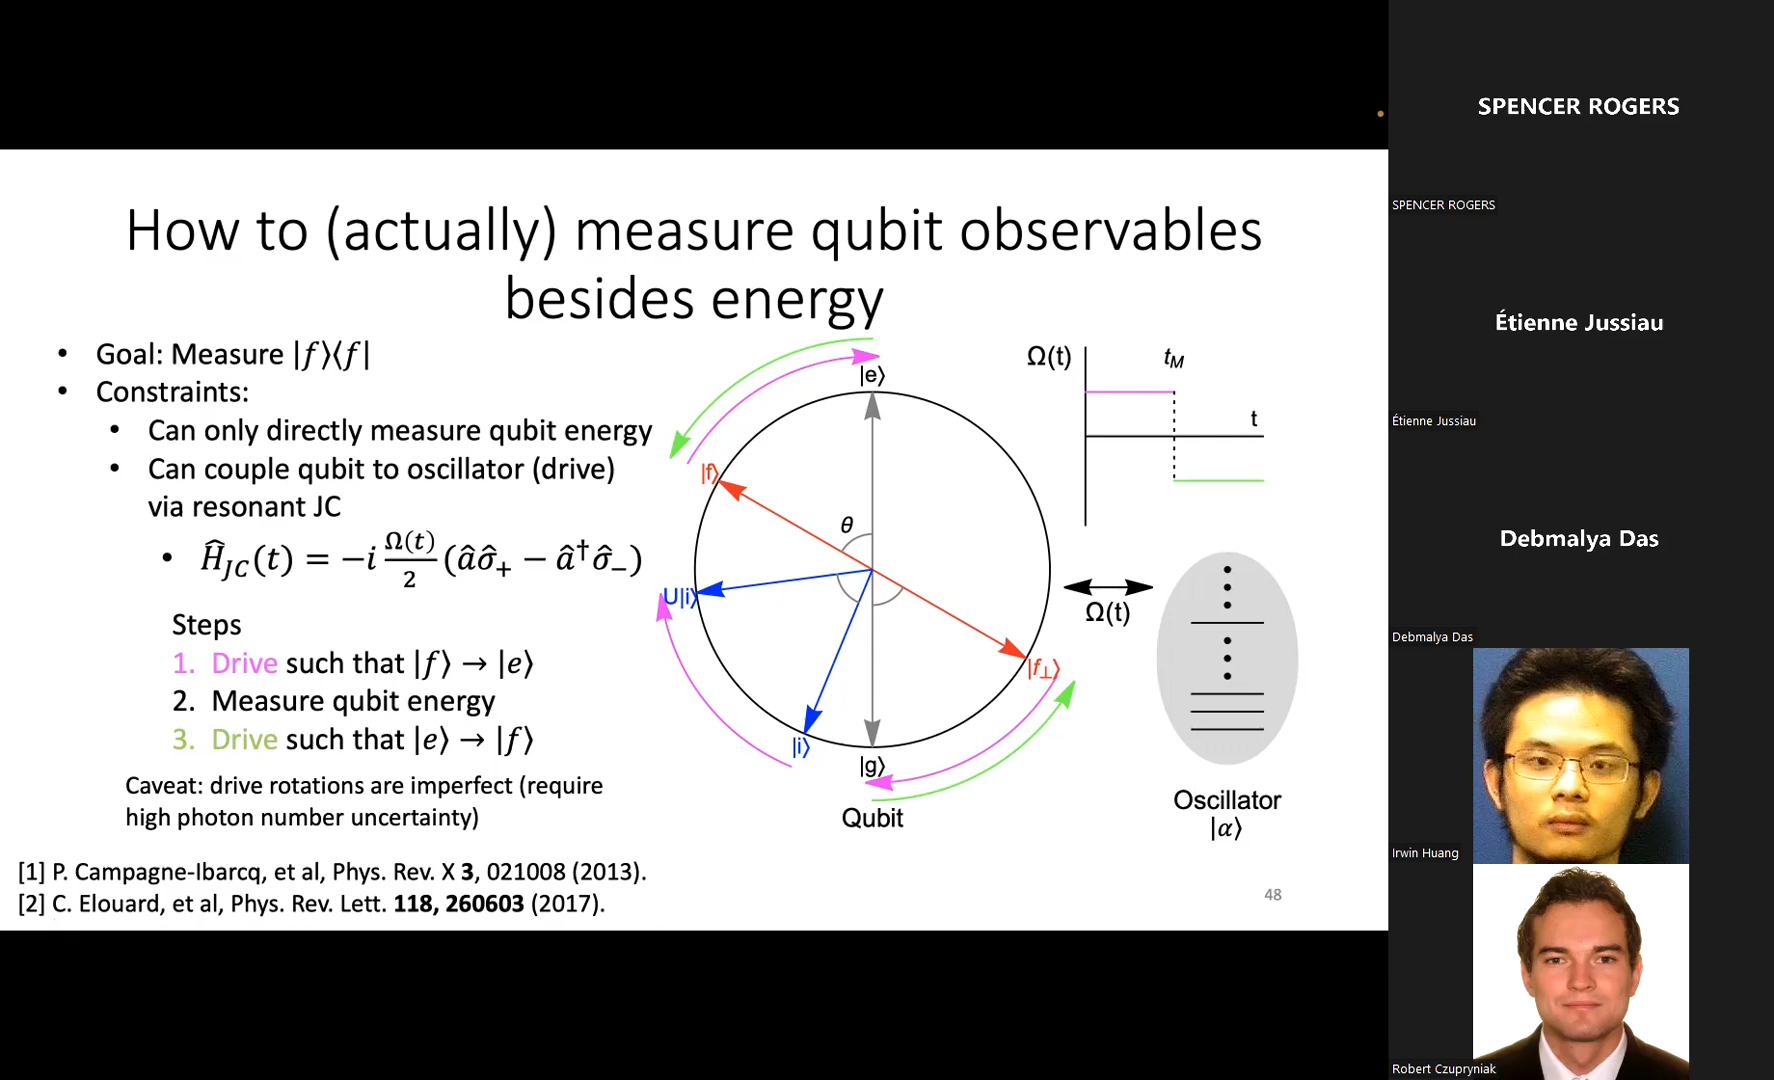 How to (actually) measure qubit observables
besides energy
• Goal: Measure |f⟩⟨f|
• Constraints:
• Can only directly measure qubit energy
• Can couple qubit to oscillator (drive)
via resonant JC
• Ĥ_JC(t) = −i Ω(t)/2 (âσ̂₊ − â†σ̂₋)
Steps
1. Drive such that |f⟩ → |e⟩
2. Measure qubit energy
3. Drive such that |e⟩ → |f⟩
Caveat: drive rotations are imperfect (require
high photon number uncertainty)
[1] P. Campagne-Ibarcq, et al, Phys. Rev. X 3, 021008 (2013).
[2] C. Elouard, et al, Phys. Rev. Lett. 118, 260603 (2017).
|e⟩
|f⟩
θ
U|i⟩
|f⊥⟩
|i⟩
|g⟩
Qubit
Ω(t)
t_M
t
Ω(t)
Oscillator
|α⟩
48
SPENCER ROGERS
SPENCER ROGERS
Étienne Jussiau
Étienne Jussiau
Debmalya Das
Debmalya Das
Irwin Huang
Robert Czupryniak